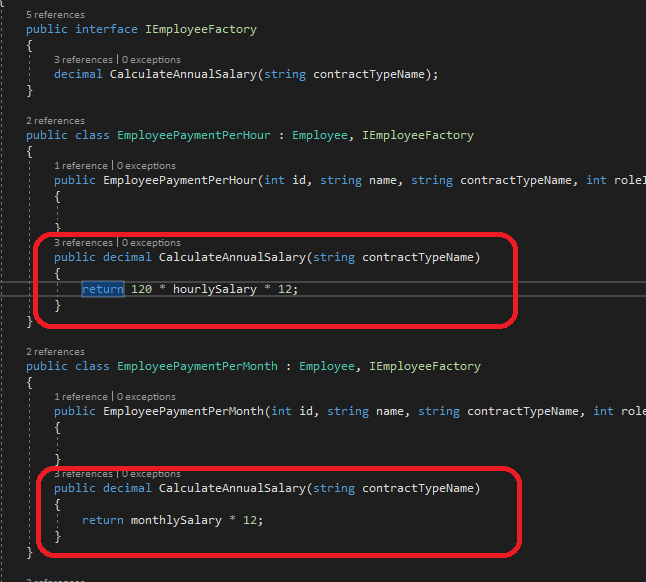 {
5 references
public interface IEmployeeFactory
{
3 references | 0 exceptions
decimal CalculateAnnualSalary(string contractTypeName);
}
2 references
public class EmployeePaymentPerHour : Employee, IEmployeeFactory
{
1 reference | 0 exceptions
public EmployeePaymentPerHour(int id, string name, string contractTypeName, int roleI
{
}
3 references | 0 exceptions
public decimal CalculateAnnualSalary(string contractTypeName)
{
return 120 * hourlySalary * 12;
}
}
2 references
public class EmployeePaymentPerMonth : Employee, IEmployeeFactory
{
1 reference | 0 exceptions
public EmployeePaymentPerMonth(int id, string name, string contractTypeName, int role
{
}
3 references | 0 exceptions
public decimal CalculateAnnualSalary(string contractTypeName)
{
return monthlySalary * 12;
}
}